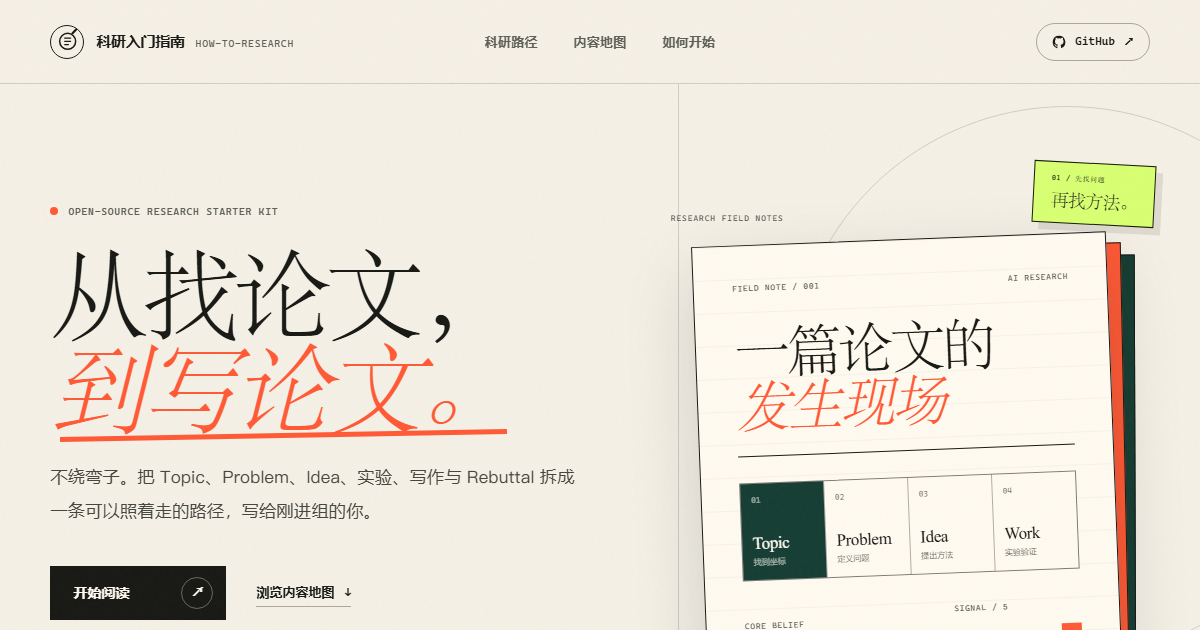 科研入门指南 HOW-TO-RESEARCH
科研路径 内容地图 如何开始
GitHub ↗
OPEN-SOURCE RESEARCH STARTER KIT
从找论文，
到写论文。
不绕弯子。把 Topic、Problem、Idea、实验、写作与 Rebuttal 拆成
一条可以照着走的路径，写给刚进组的你。
开始阅读 ↗
浏览内容地图 ↓
RESEARCH FIELD NOTES
01 / 先找问题
再找方法。
FIELD NOTE / 001
AI RESEARCH
一篇论文的
发生现场
01
Topic
找到坐标
02
Problem
定义问题
03
Idea
提出方法
04
Work
实验验证
SIGNAL / 5
CORE BELIEF